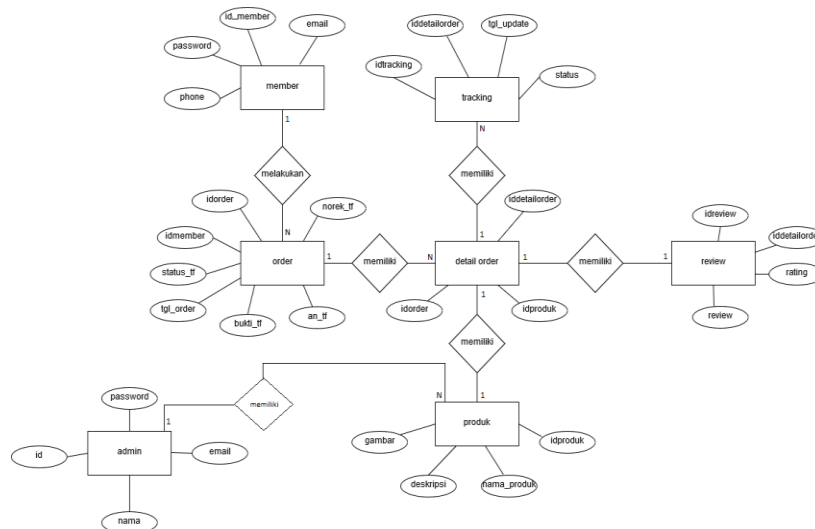 id_member
email
password
phone
member
1
melakukan
N
iddetailorder
tgl_update
idtracking
status
tracking
N
memiliki
1
idorder
norek_tf
idmember
status_tf
tgl_order
bukti_tf
an_tf
order
1
memiliki
N
detail order
iddetailorder
idorder
idproduk
1
memiliki
1
review
idreview
iddetailorder
rating
review
1
memiliki
1
produk
gambar
deskripsi
nama_produk
idproduk
N
memiliki
1
admin
password
id
email
nama